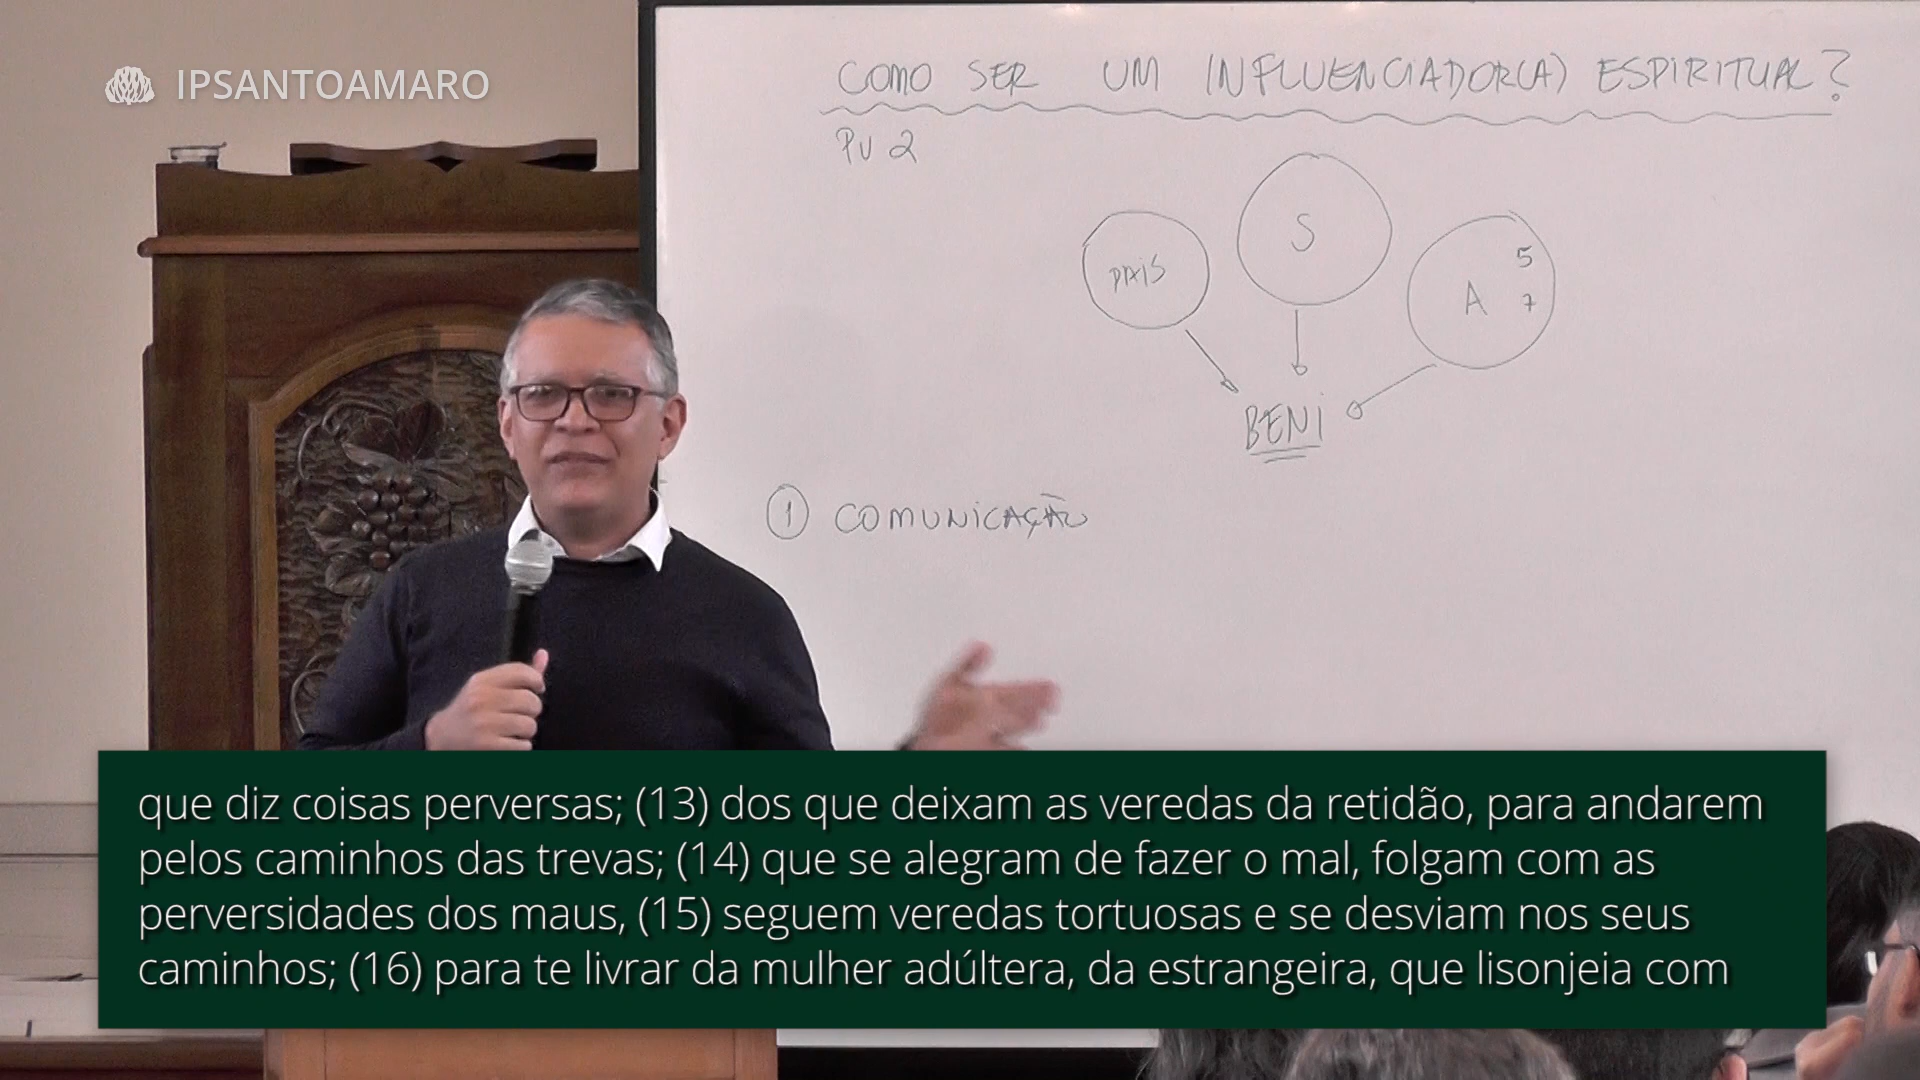 IPSANTOAMARO
COMO SER UM INFLUENCIADOR(A) ESPIRITUAL?
PV 2
PAIS
S
A
5
7
BENI
1 COMUNICAÇÃO
que diz coisas perversas; (13) dos que deixam as veredas da retidão, para andarem
pelos caminhos das trevas; (14) que se alegram de fazer o mal, folgam com as
perversidades dos maus, (15) seguem veredas tortuosas e se desviam nos seus
caminhos; (16) para te livrar da mulher adúltera, da estrangeira, que lisonjeia com